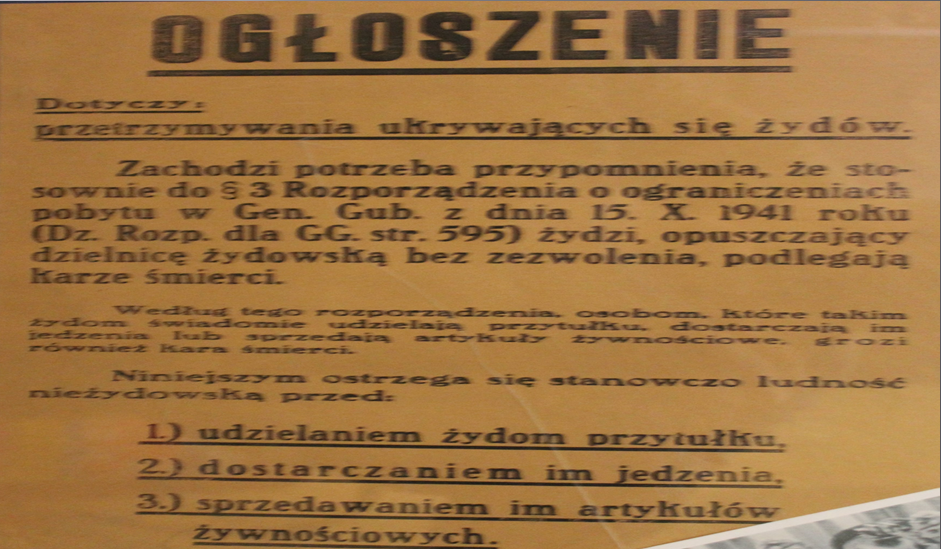 OGŁOSZENIE
Dotyczy:
przetrzymywania ukrywających się żydów.
Zachodzi potrzeba przypomnienia, że sto-
sownie do § 3 Rozporządzenia o ograniczeniach
pobytu w Gen. Gub. z dnia 15. X. 1941 roku
(Dz. Rozp. dla GG. str. 595) żydzi, opuszczający
dzielnicę żydowską bez zezwolenia, podlegają
karze śmierci.
Według tego rozporządzenia, osobom, które takim
żydom świadomie udzielają przytułku, dostarczają im
jedzenia lub sprzedają artykuły żywnościowe, grozi
również kara śmierci.
Niniejszym ostrzega się stanowczo ludność
nieżydowską przed:
1.) udzielaniem żydom przytułku,
2.) dostarczaniem im jedzenia,
3.) sprzedawaniem im artykułów
żywnościowych.